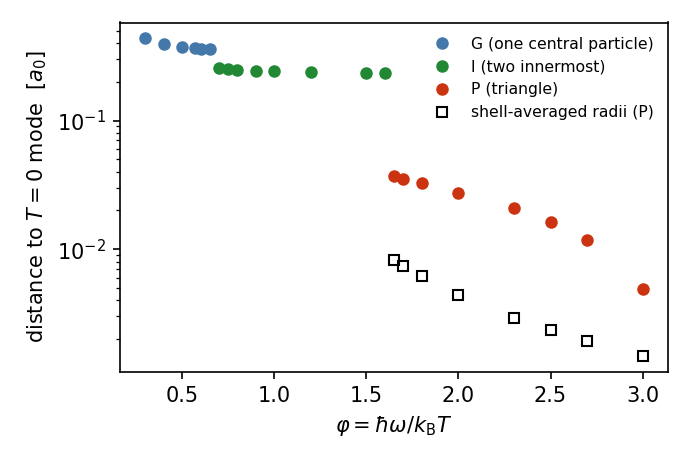 distance to T = 0 mode [a₀]
10⁻¹
10⁻²
G (one central particle)
I (two innermost)
P (triangle)
shell-averaged radii (P)
0.5 1.0 1.5 2.0 2.5 3.0
φ = ħω/k_BT